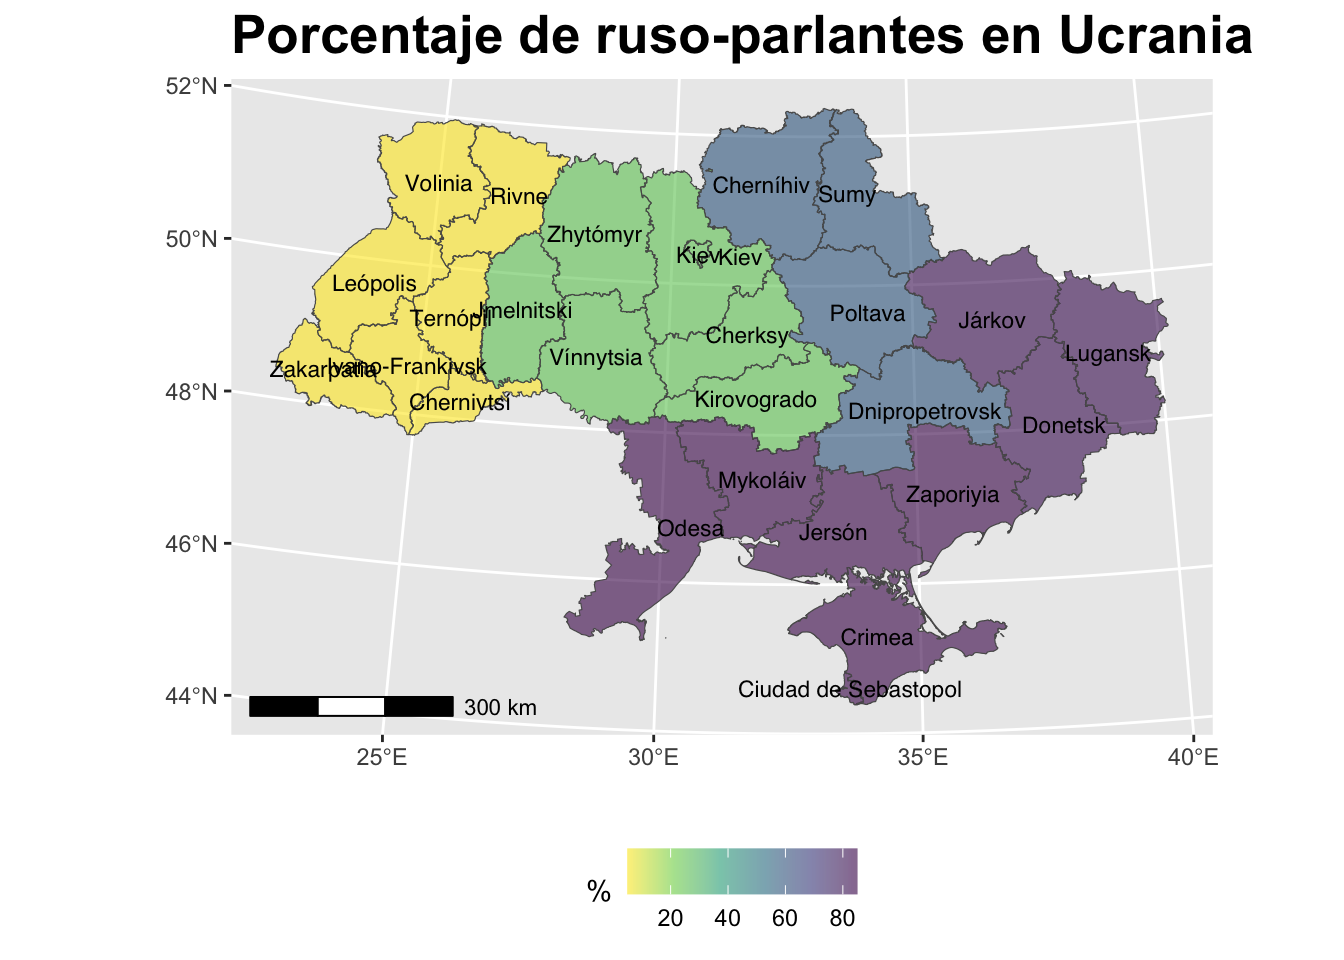 Porcentaje de ruso-parlantes en Ucrania
52°N
50°N
48°N
46°N
44°N
Volinia
Rivne
Cherníhiv
Sumy
Zhytómyr
Kiev
Kiev
Leópolis
Ternópil
Jmelnitski
Cherksy
Poltava
Járkov
Lugansk
Zakarpatia
Ivano-Frankivsk
Vínnytsia
Cherniytsi
Kirovogrado
Dnipropetrovsk
Donetsk
Mykoláiv
Zaporiyia
Odesa
Jersón
Crimea
Ciudad de Sebastopol
300 km
25°E
30°E
35°E
40°E
%
20
40
60
80